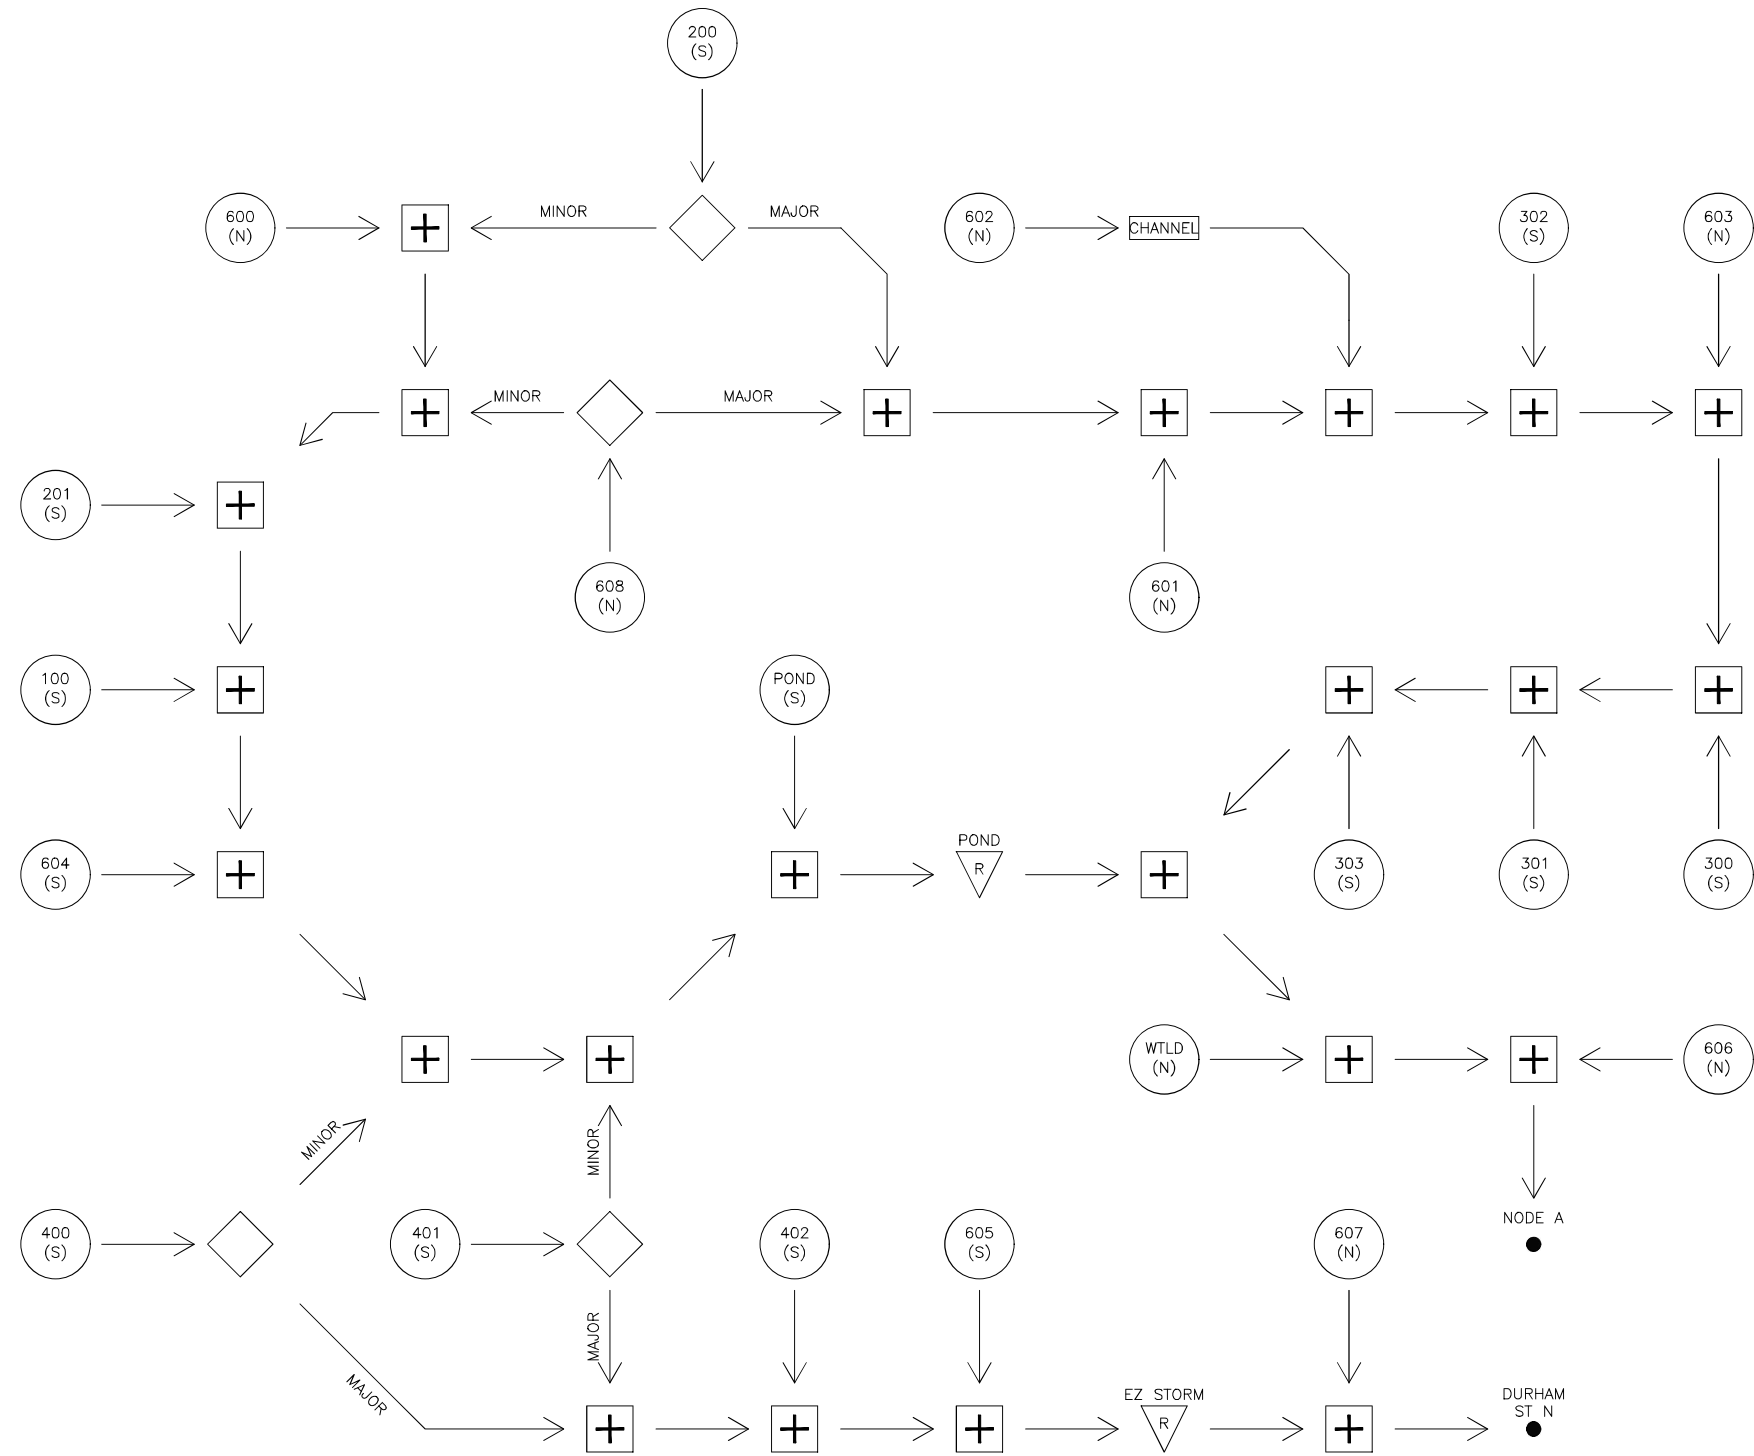 200
(S)
600
(N)
MINOR
MAJOR
602
(N)
CHANNEL
302
(S)
603
(N)
MINOR
MAJOR
201
(S)
608
(N)
601
(N)
100
(S)
POND
(S)
604
(S)
POND
R
303
(S)
301
(S)
300
(S)
WTLD
(N)
606
(N)
MINOR
MINOR
400
(S)
401
(S)
402
(S)
605
(S)
607
(N)
NODE A
MAJOR
MAJOR
EZ STORM
R
DURHAM
ST N